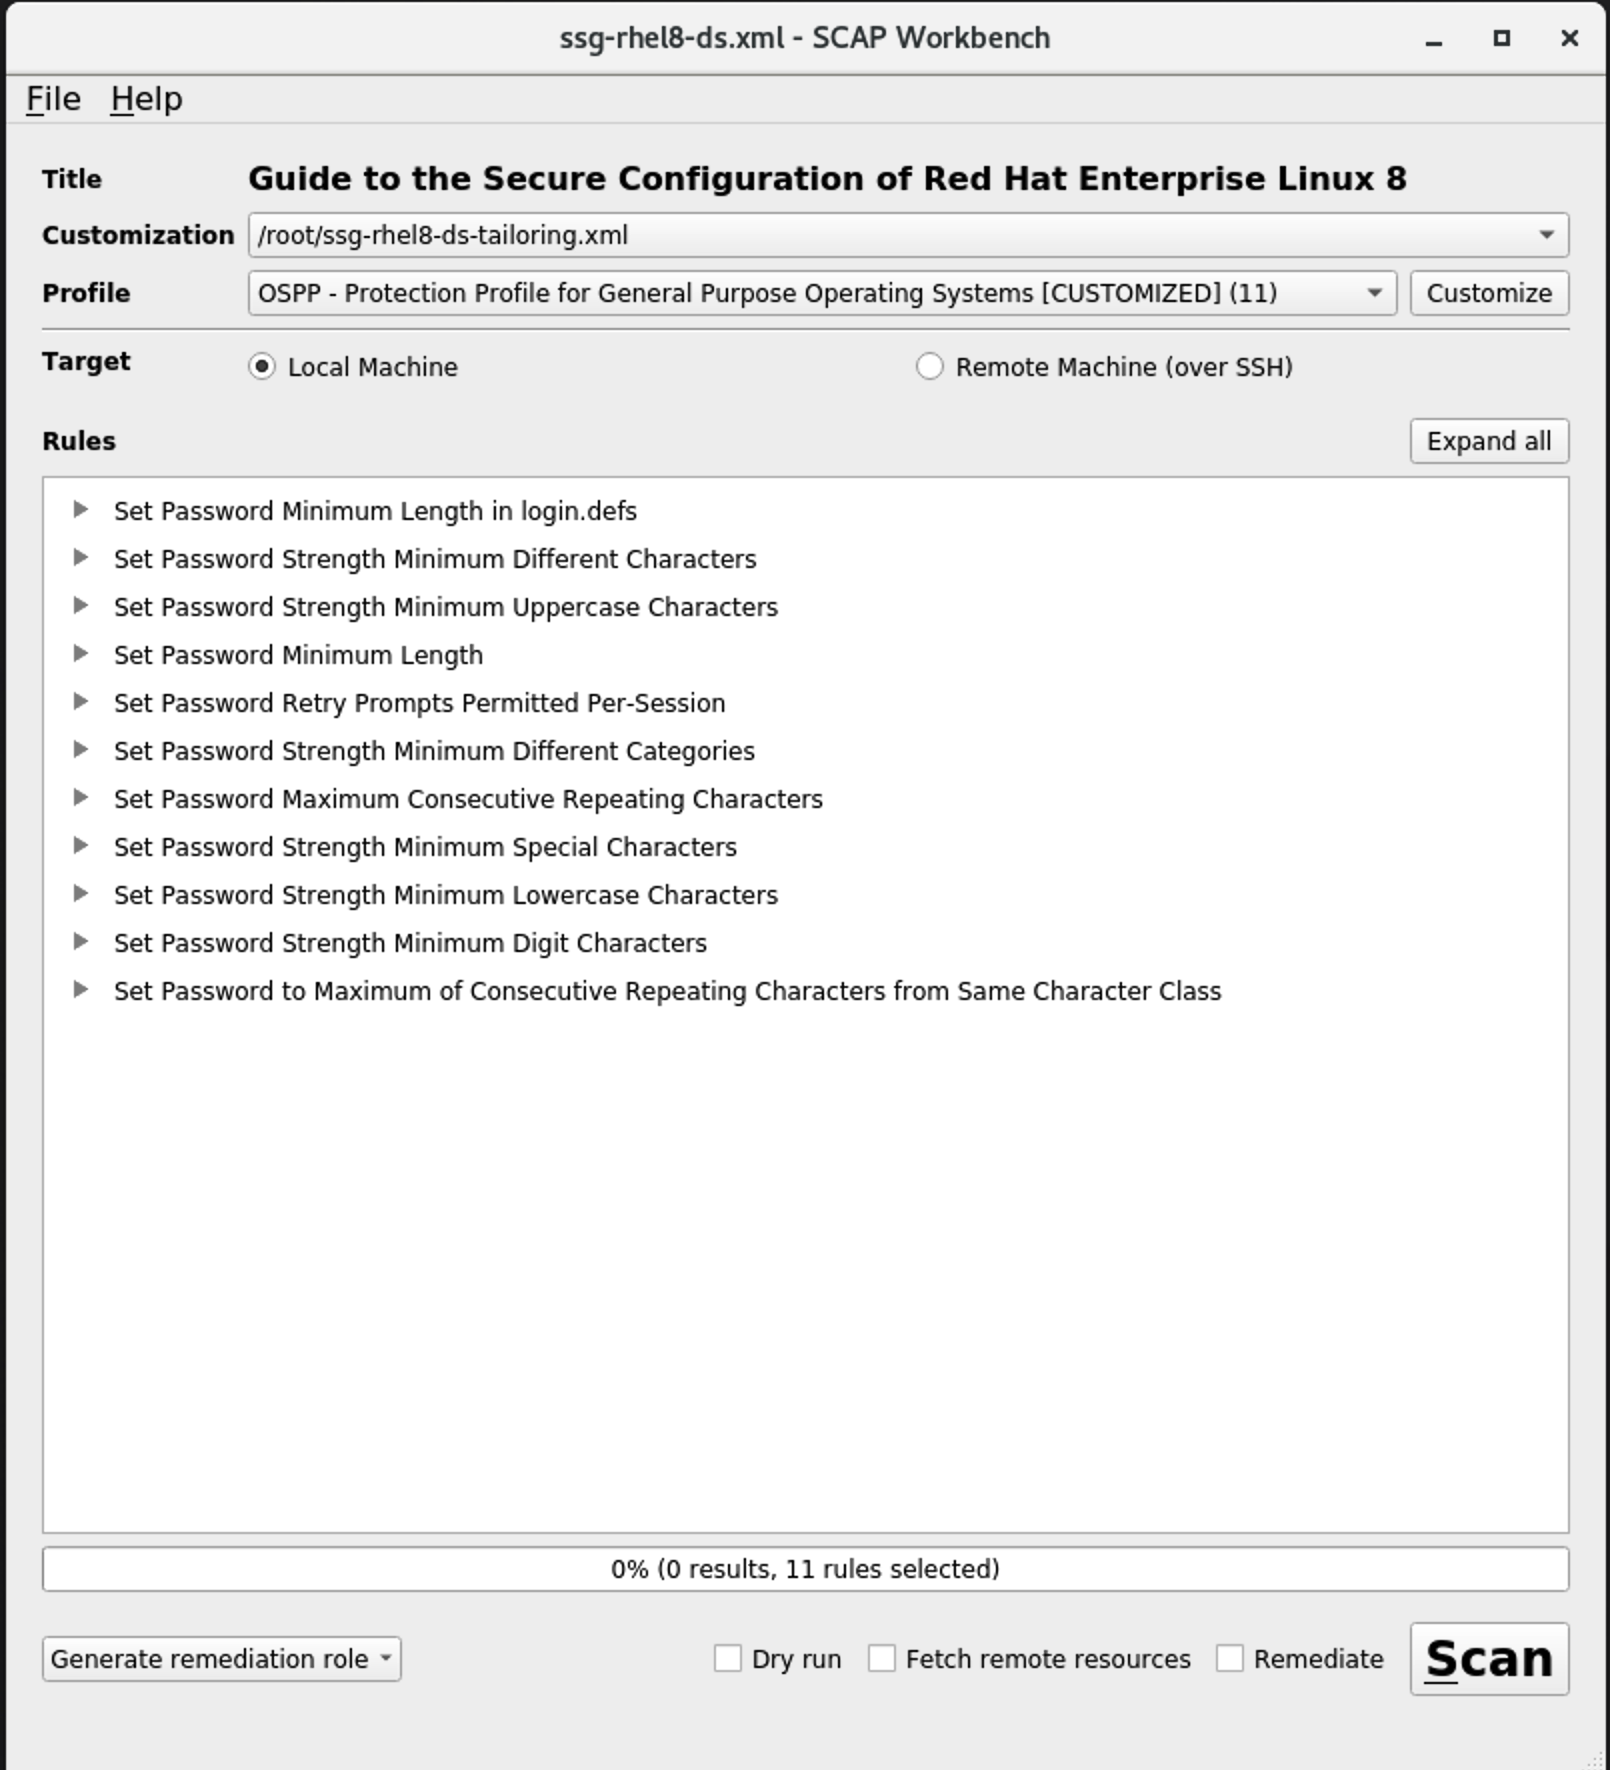 ssg-rhel8-ds.xml - SCAP Workbench
File Help
Title Guide to the Secure Configuration of Red Hat Enterprise Linux 8
Customization /root/ssg-rhel8-ds-tailoring.xml
Profile OSPP - Protection Profile for General Purpose Operating Systems [CUSTOMIZED] (11) Customize
Target Local Machine Remote Machine (over SSH)
Rules Expand all
Set Password Minimum Length in login.defs
Set Password Strength Minimum Different Characters
Set Password Strength Minimum Uppercase Characters
Set Password Minimum Length
Set Password Retry Prompts Permitted Per-Session
Set Password Strength Minimum Different Categories
Set Password Maximum Consecutive Repeating Characters
Set Password Strength Minimum Special Characters
Set Password Strength Minimum Lowercase Characters
Set Password Strength Minimum Digit Characters
Set Password to Maximum of Consecutive Repeating Characters from Same Character Class
0% (0 results, 11 rules selected)
Generate remediation role Dry run Fetch remote resources Remediate Scan